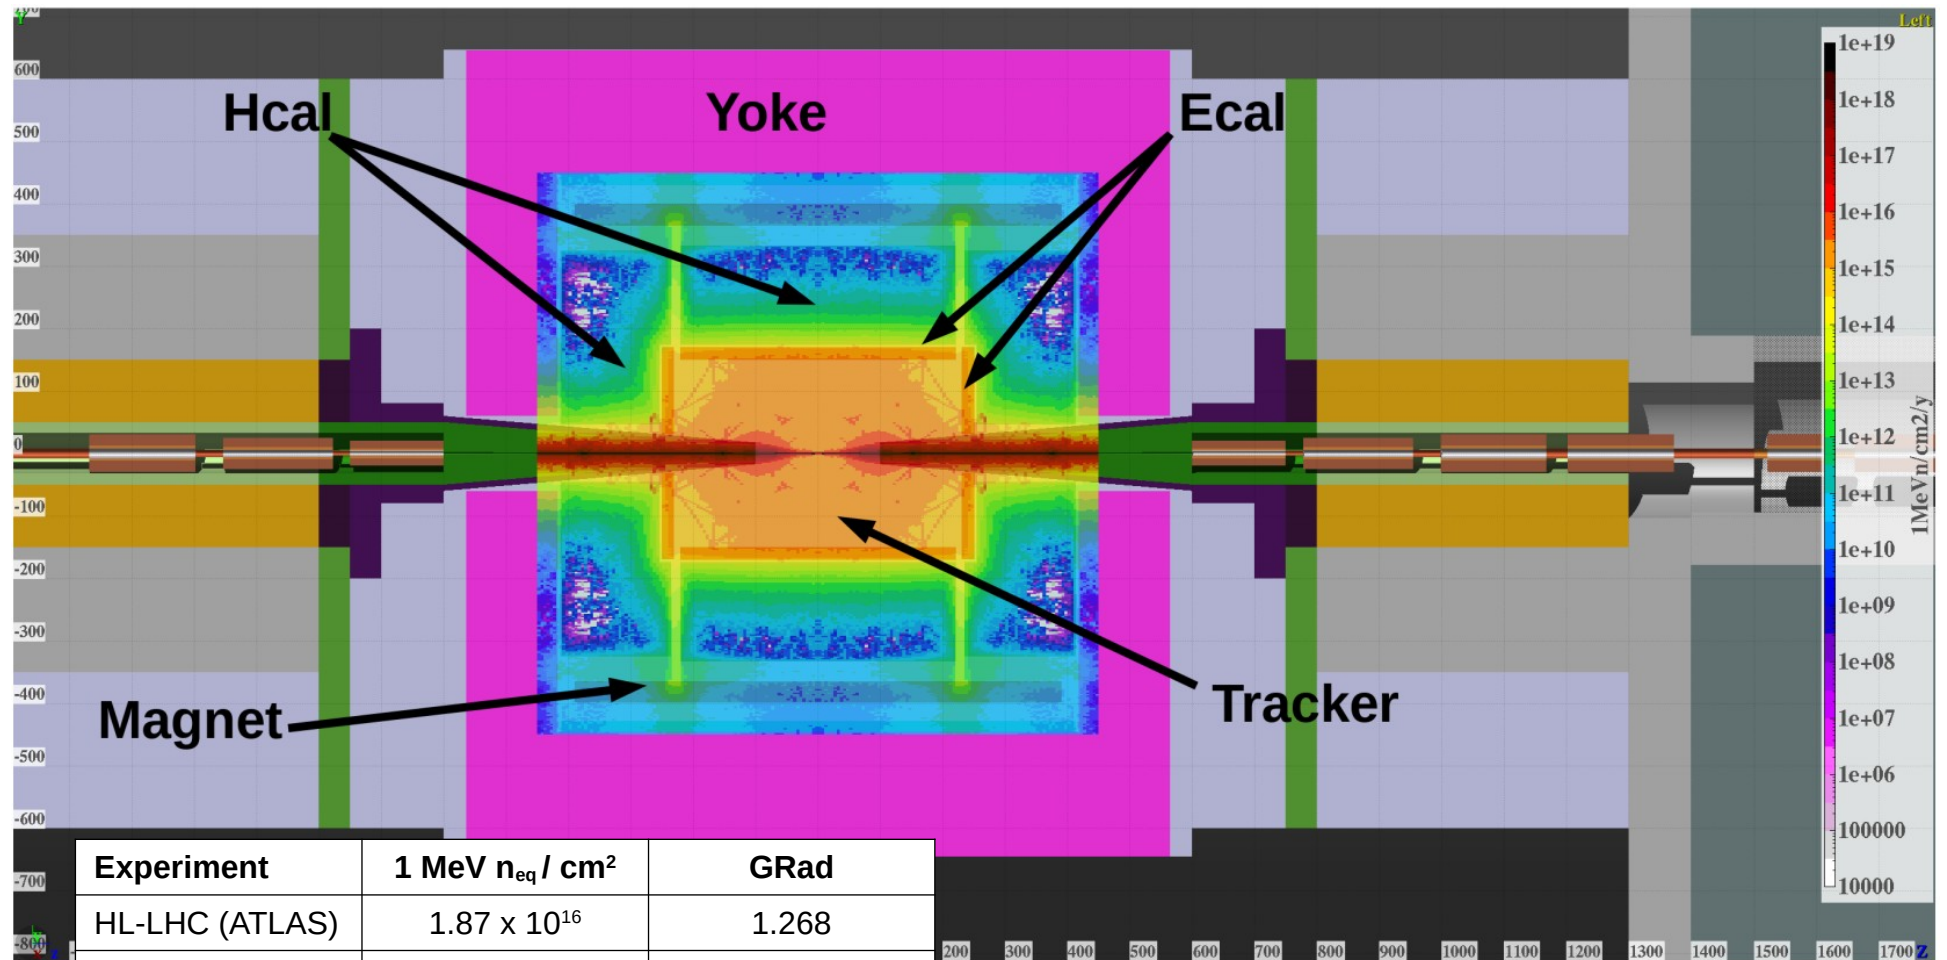 700
Y
Left
600
500
400
300
200
100
0
-100
-200
-300
-400
-500
-600
-700
-800
Hcal
Yoke
Ecal
Magnet
Tracker
1e+19
1e+18
1e+17
1e+16
1e+15
1e+14
1e+13
1e+12
1e+11
1e+10
1e+09
1e+08
1e+07
1e+06
100000
10000
1MeVn/cm2/y
Experiment 1 MeV neq / cm² GRad
HL-LHC (ATLAS) 1.87 x 10¹⁶ 1.268
200 300 400 500 600 700 800 900 1000 1100 1200 1300 1400 1500 1600 1700 Z